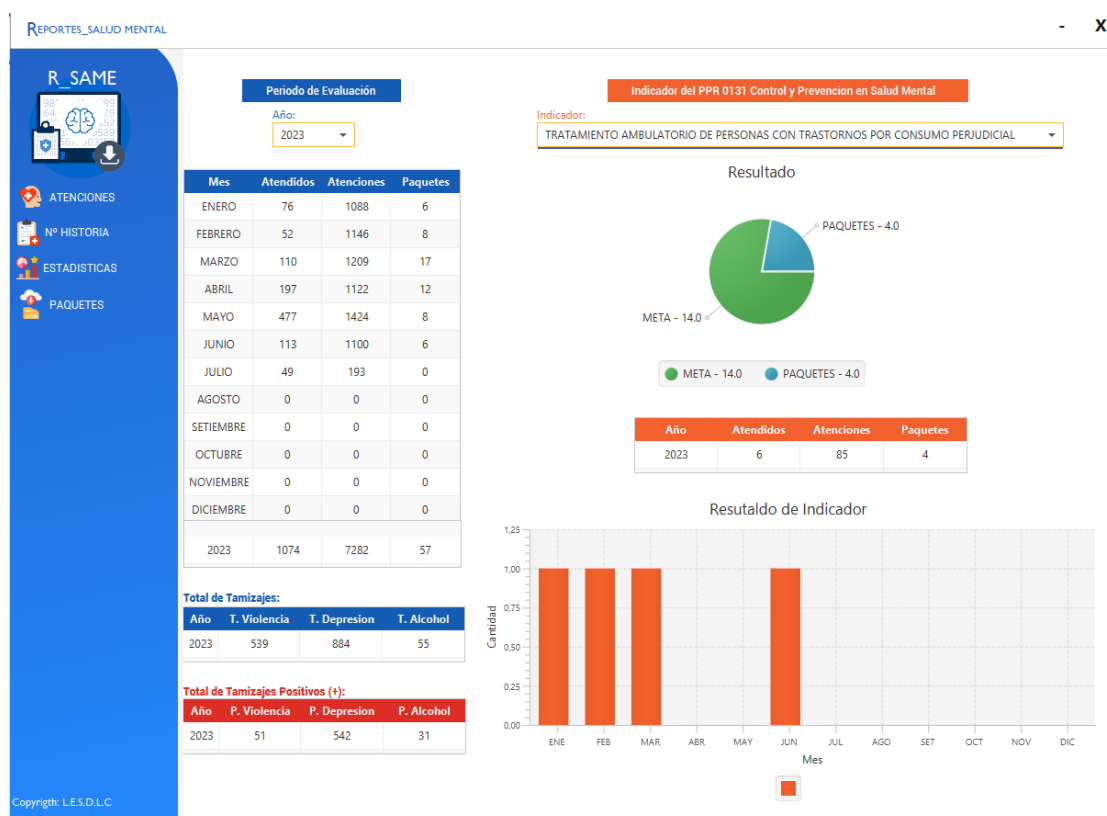 REPORTES_SALUD MENTAL
- X
R_SAME
ATENCIONES
Nº HISTORIA
ESTADISTICAS
PAQUETES
Copyrigth: L.E.S.D.L.C
Periodo de Evaluación
Año:
2023
Mes Atendidos Atenciones Paquetes
ENERO 76 1088 6
FEBRERO 52 1146 8
MARZO 110 1209 17
ABRIL 197 1122 12
MAYO 477 1424 8
JUNIO 113 1100 6
JULIO 49 193 0
AGOSTO 0 0 0
SETIEMBRE 0 0 0
OCTUBRE 0 0 0
NOVIEMBRE 0 0 0
DICIEMBRE 0 0 0
2023 1074 7282 57
Total de Tamizajes:
Año T. Violencia T. Depresion T. Alcohol
2023 539 884 55
Total de Tamizajes Positivos (+):
Año P. Violencia P. Depresion P. Alcohol
2023 51 542 31
Indicador del PPR 0131 Control y Prevencion en Salud Mental
Indicador:
TRATAMIENTO AMBULATORIO DE PERSONAS CON TRASTORNOS POR CONSUMO PERJUDICIAL
Resultado
PAQUETES - 4.0
META - 14.0
META - 14.0 PAQUETES - 4.0
Año Atendidos Atenciones Paquetes
2023 6 85 4
Resutaldo de Indicador
Cantidad
1,25
1,00
0,75
0,50
0,25
0,00
ENE FEB MAR ABR MAY JUN JUL AGO SET OCT NOV DIC
Mes